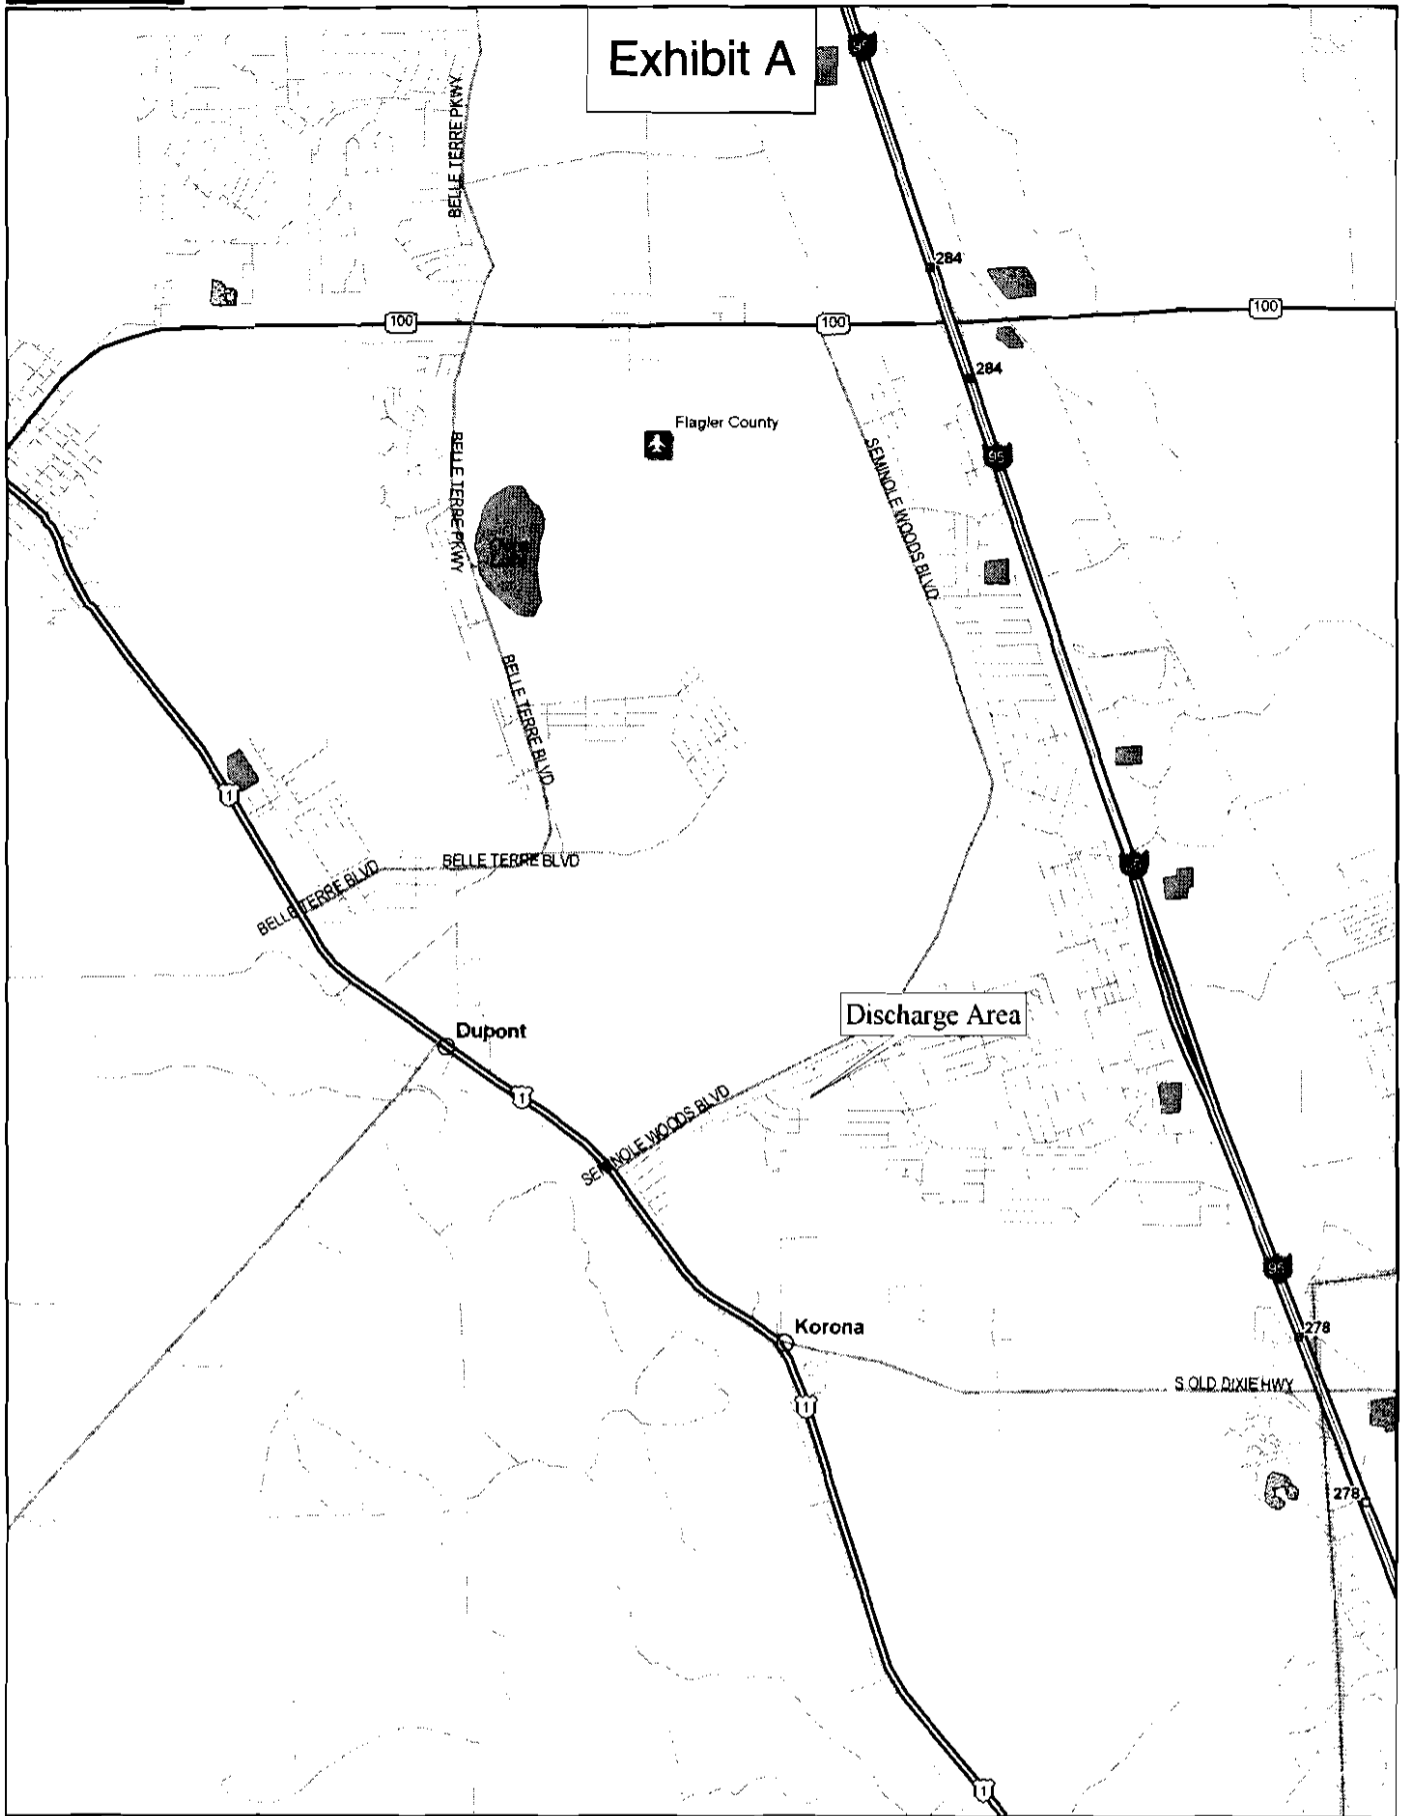 Exhibit A
BELLE TERRE PKWY
284
100
100
100
284
Flagler County
95
BELLE TERRE PKWY
SEMINOLE WOODS BLVD
BELLE TERRE BLVD
1
BELLE TERRE BLVD
BELLE TERRE BLVD
Discharge Area
Dupont
1
SEMINOLE WOODS BLVD
95
Korona
278
S OLD DIXIE HWY
1
278
1